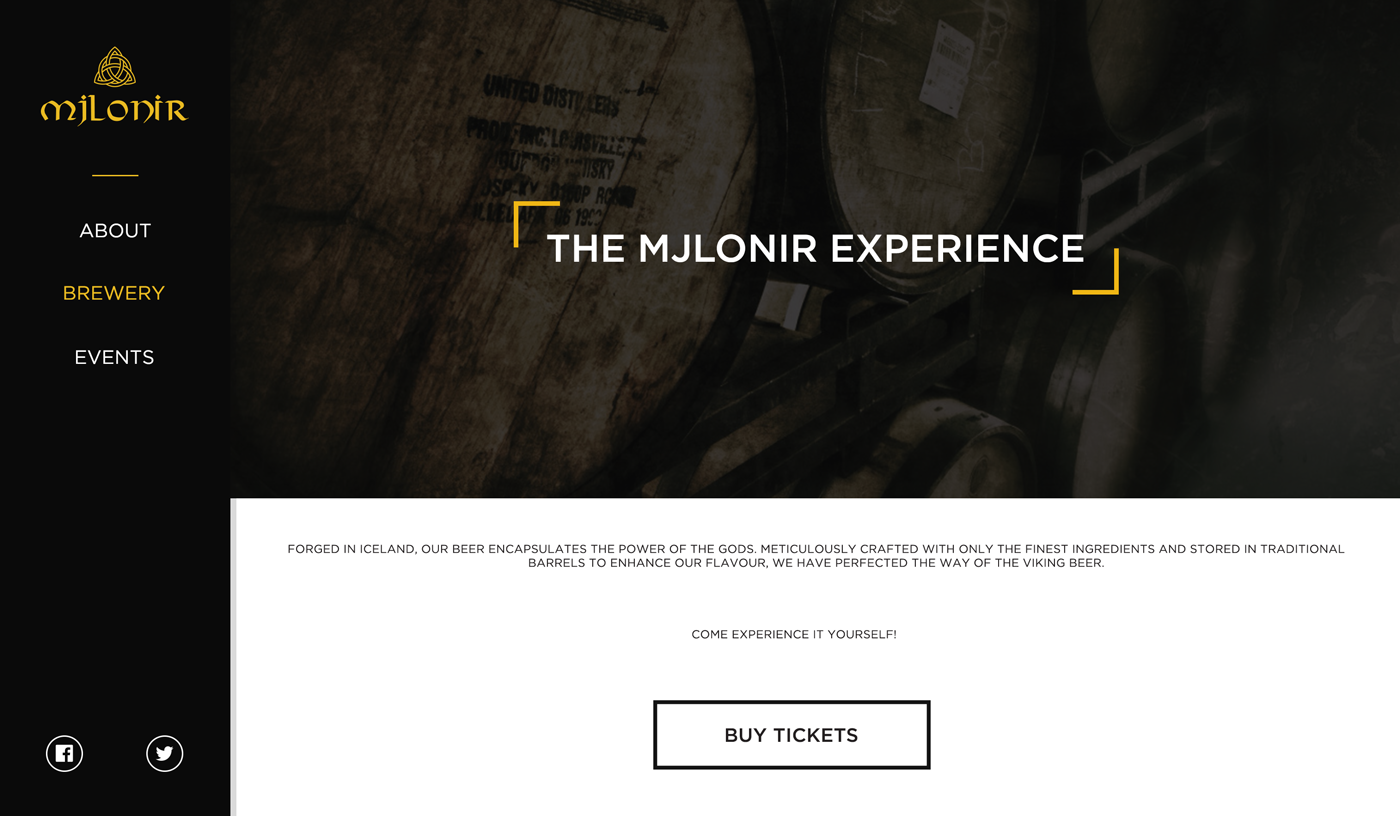 mjlonir
ABOUT
BREWERY
EVENTS
UNITED DISTILLERS
THE MJLONIR EXPERIENCE
FORGED IN ICELAND, OUR BEER ENCAPSULATES THE POWER OF THE GODS. METICULOUSLY CRAFTED WITH ONLY THE FINEST INGREDIENTS AND STORED IN TRADITIONAL
BARRELS TO ENHANCE OUR FLAVOUR, WE HAVE PERFECTED THE WAY OF THE VIKING BEER.
COME EXPERIENCE IT YOURSELF!
BUY TICKETS